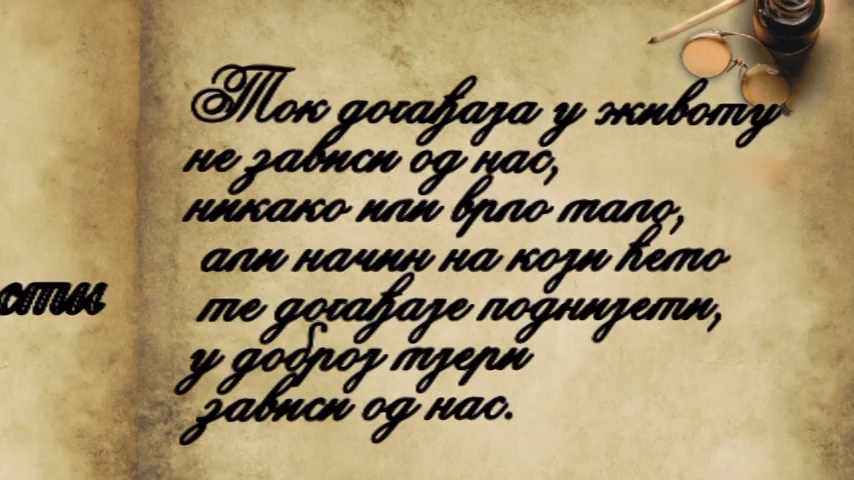 Ток догађаја у животу
не зависи од нас,
никако или врло мало,
али начин на који ћемо
те догађаје поднијети,
у доброј мјери
зависи од нас.